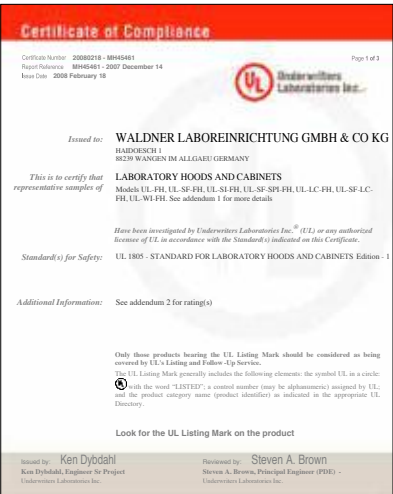 Certificate of Compliance
Certificate Number 20080218 - MH45461
Page 1 of 3
Report Reference MH45461 - 2007 December 14
Issue Date 2008 February 18
UL
Underwriters
Laboratories Inc.
Issued to: WALDNER LABOREINRICHTUNG GMBH & CO KG
HAIDOESCH 1
88239 WANGEN IM ALLGAEU GERMANY
This is to certify that LABORATORY HOODS AND CABINETS
representative samples of Models UL-FH, UL-SF-FH, UL-SI-FH, UL-SF-SPI-FH, UL-LC-FH, UL-SF-LC-
FH, UL-WI-FH. See addendum 1 for more details
Have been investigated by Underwriters Laboratories Inc.® (UL) or any authorized
licensee of UL in accordance with the Standard(s) indicated on this Certificate.
Standard(s) for Safety: UL 1805 - STANDARD FOR LABORATORY HOODS AND CABINETS Edition - 1
Additional Information: See addendum 2 for rating(s)
Only those products bearing the UL Listing Mark should be considered as being
covered by UL's Listing and Follow-Up Service.
The UL Listing Mark generally includes the following elements: the symbol UL in a circle:
UL with the word "LISTED"; a control number (may be alphanumeric) assigned by UL;
and the product category name (product identifier) as indicated in the appropriate UL
Directory.
Look for the UL Listing Mark on the product
Issued by: Ken Dybdahl
Reviewed by: Steven A. Brown
Ken Dybdahl, Engineer Sr Project
Steven A. Brown, Principal Engineer (PDE) -
Underwriters Laboratories Inc.
Underwriters Laboratories Inc.